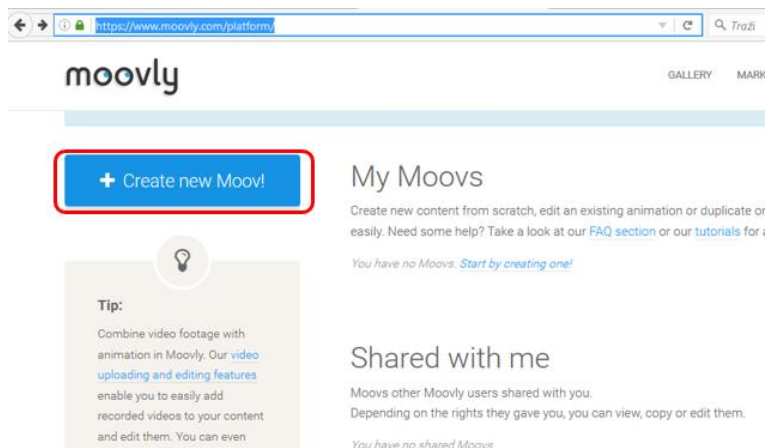 https://www.moovly.com/platform/
Traži
moovly
GALLERY
+ Create new Moov!
My Moovs
Create new content from scratch, edit an existing animation or duplicate
easily. Need some help? Take a look at our FAQ section or our tutorials for
You have no Moovs. Start by creating one!
Tip:
Combine video footage with
animation in Moovly. Our video
uploading and editing features
enable you to easily add
recorded videos to your content
and edit them. You can even
Shared with me
Moovs other Moovly users shared with you.
Depending on the rights they gave you, you can view, copy or edit them.
You have no shared Moovs